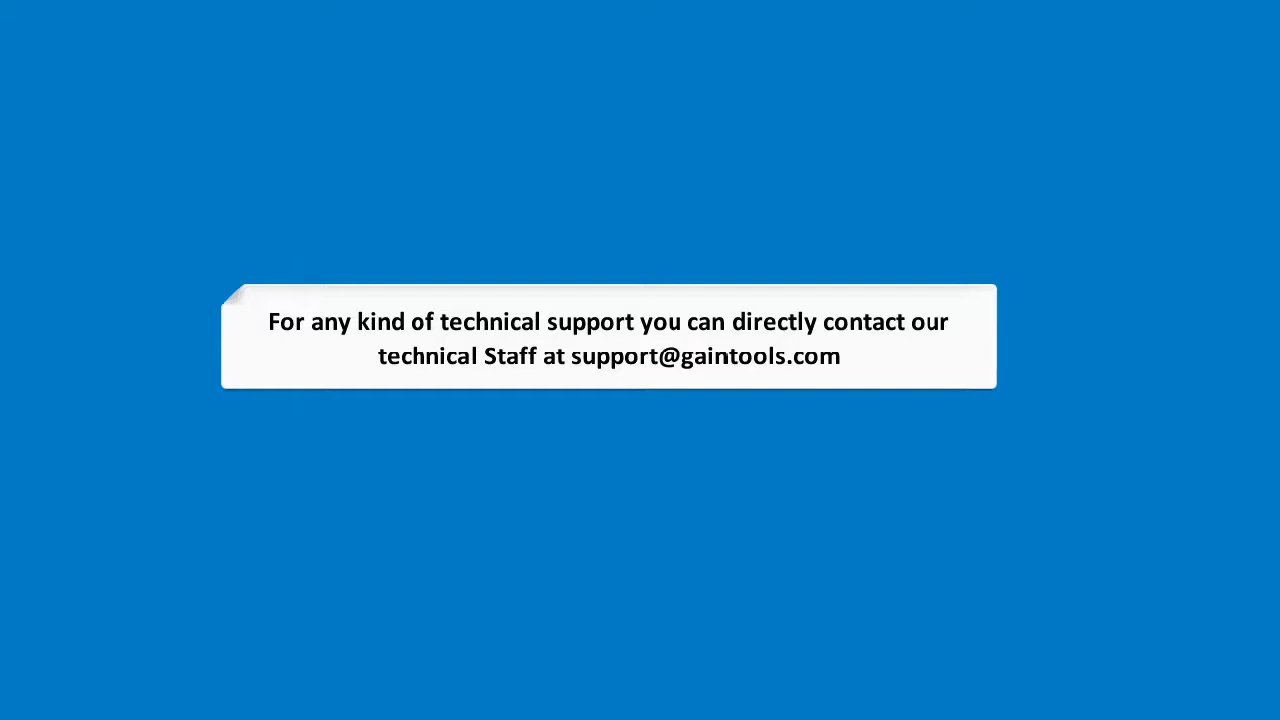 For any kind of technical support you can directly contact our
technical Staff at support@gaintools.com